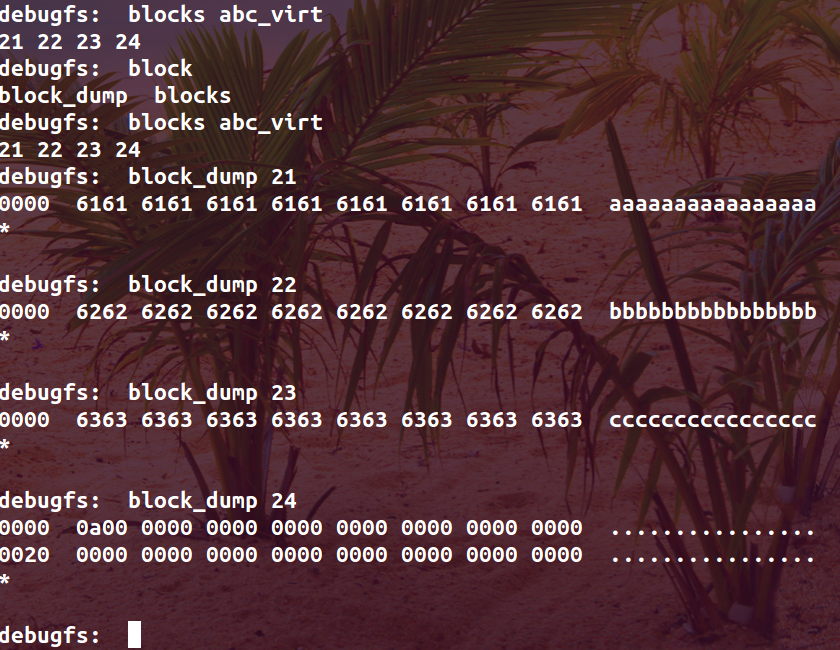 debugfs:  blocks abc_virt
21 22 23 24
debugfs:  block
block_dump  blocks
debugfs:  blocks abc_virt
21 22 23 24
debugfs:  block_dump 21
0000  6161 6161 6161 6161 6161 6161 6161 6161  aaaaaaaaaaaaaaaa
*
debugfs:  block_dump 22
0000  6262 6262 6262 6262 6262 6262 6262 6262  bbbbbbbbbbbbbbbb
*
debugfs:  block_dump 23
0000  6363 6363 6363 6363 6363 6363 6363 6363  cccccccccccccccc
*
debugfs:  block_dump 24
0000  0a00 0000 0000 0000 0000 0000 0000 0000  ................
0020  0000 0000 0000 0000 0000 0000 0000 0000  ................
*
debugfs: